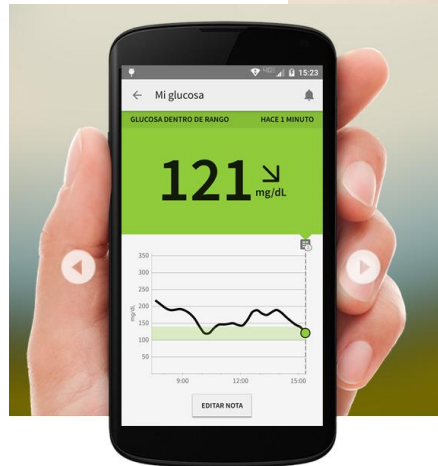 15:23
Mi glucosa
GLUCOSA DENTRO DE RANGO HACE 1 MINUTO
121 mg/dL
350
300
250
200
150
100
50
mg/dL
9:00 12:00 15:00
EDITAR NOTA